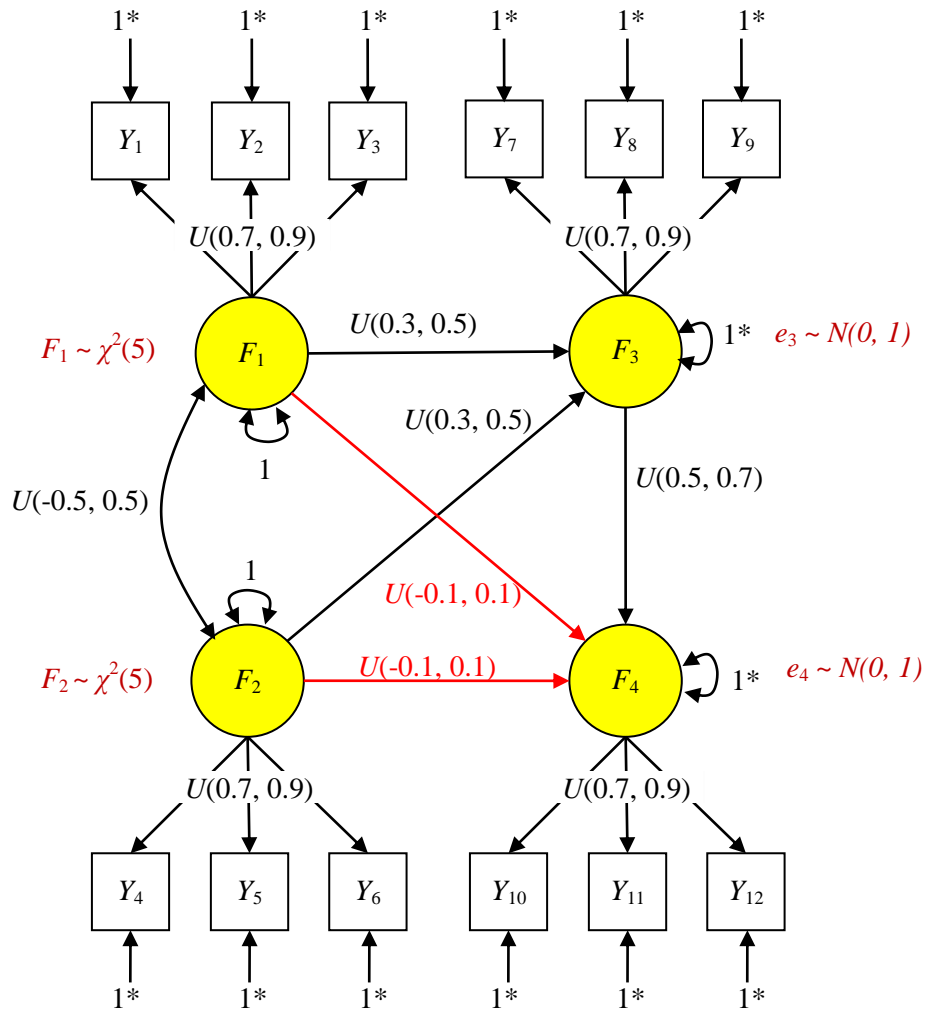 1* 1* 1* 1* 1* 1*
Y₁ Y₂ Y₃ Y₇ Y₈ Y₉
U(0.7, 0.9) U(0.7, 0.9)
U(0.3, 0.5)
F₁ ~ χ²(5) F₁ F₃ 1* e₃ ~ N(0, 1)
U(0.3, 0.5)
1
U(-0.5, 0.5) U(0.5, 0.7)
1
U(-0.1, 0.1)
U(-0.1, 0.1)
F₂ ~ χ²(5) F₂ F₄ 1* e₄ ~ N(0, 1)
U(0.7, 0.9) U(0.7, 0.9)
Y₄ Y₅ Y₆ Y₁₀ Y₁₁ Y₁₂
1* 1* 1* 1* 1* 1*